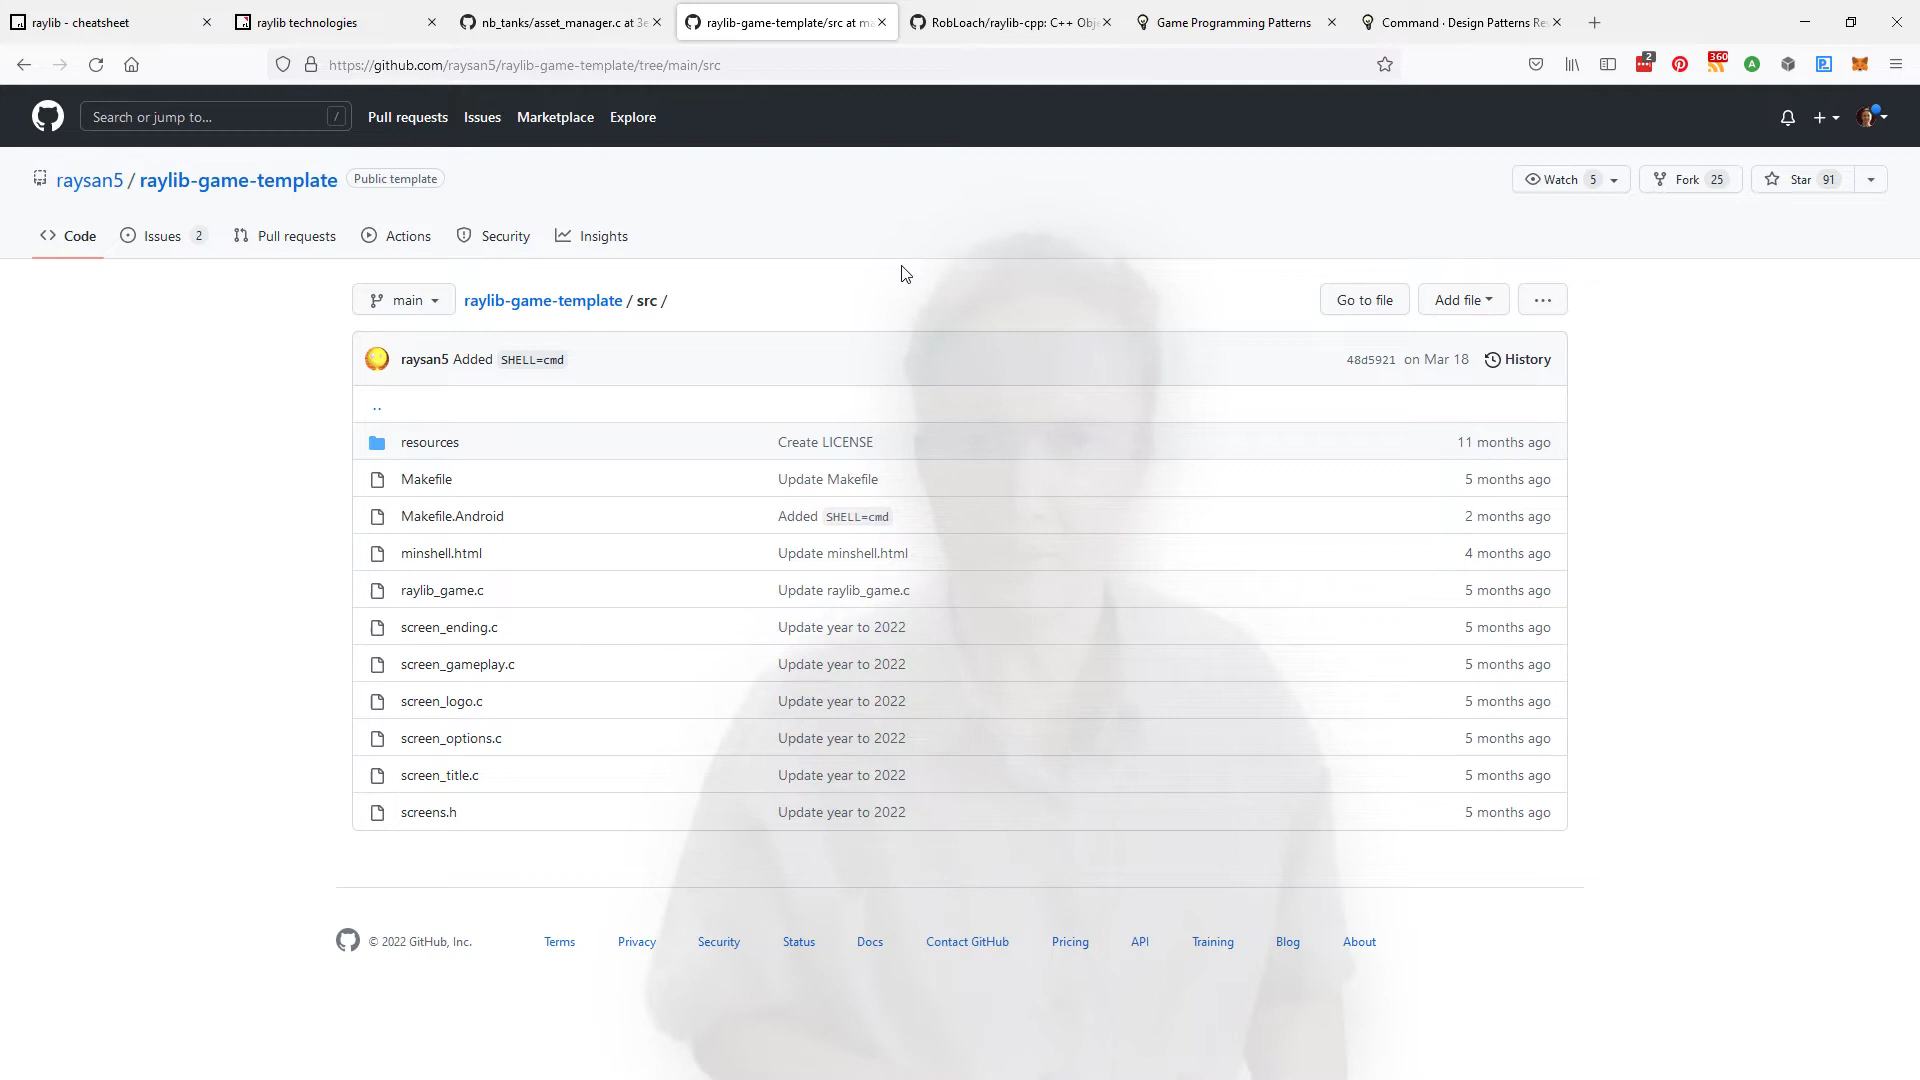 raylib - cheatsheet
raylib technologies
nb_tanks/asset_manager.c at 3e
raylib-game-template/src at ma
RobLoach/raylib-cpp: C++ Obj
Game Programming Patterns
Command · Design Patterns Re
https://github.com/raysan5/raylib-game-template/tree/main/src
2
360
A
Search or jump to...
/
Pull requests
Issues
Marketplace
Explore
raysan5 / raylib-game-template
Public template
Watch 5
Fork 25
Star 91
Code
Issues 2
Pull requests
Actions
Security
Insights
main
raylib-game-template / src /
Go to file
Add file
raysan5 Added SHELL=cmd
48d5921 on Mar 18
History
..
resources Create LICENSE 11 months ago
Makefile Update Makefile 5 months ago
Makefile.Android Added SHELL=cmd 2 months ago
minshell.html Update minshell.html 4 months ago
raylib_game.c Update raylib_game.c 5 months ago
screen_ending.c Update year to 2022 5 months ago
screen_gameplay.c Update year to 2022 5 months ago
screen_logo.c Update year to 2022 5 months ago
screen_options.c Update year to 2022 5 months ago
screen_title.c Update year to 2022 5 months ago
screens.h Update year to 2022 5 months ago
© 2022 GitHub, Inc.
Terms
Privacy
Security
Status
Docs
Contact GitHub
Pricing
API
Training
Blog
About